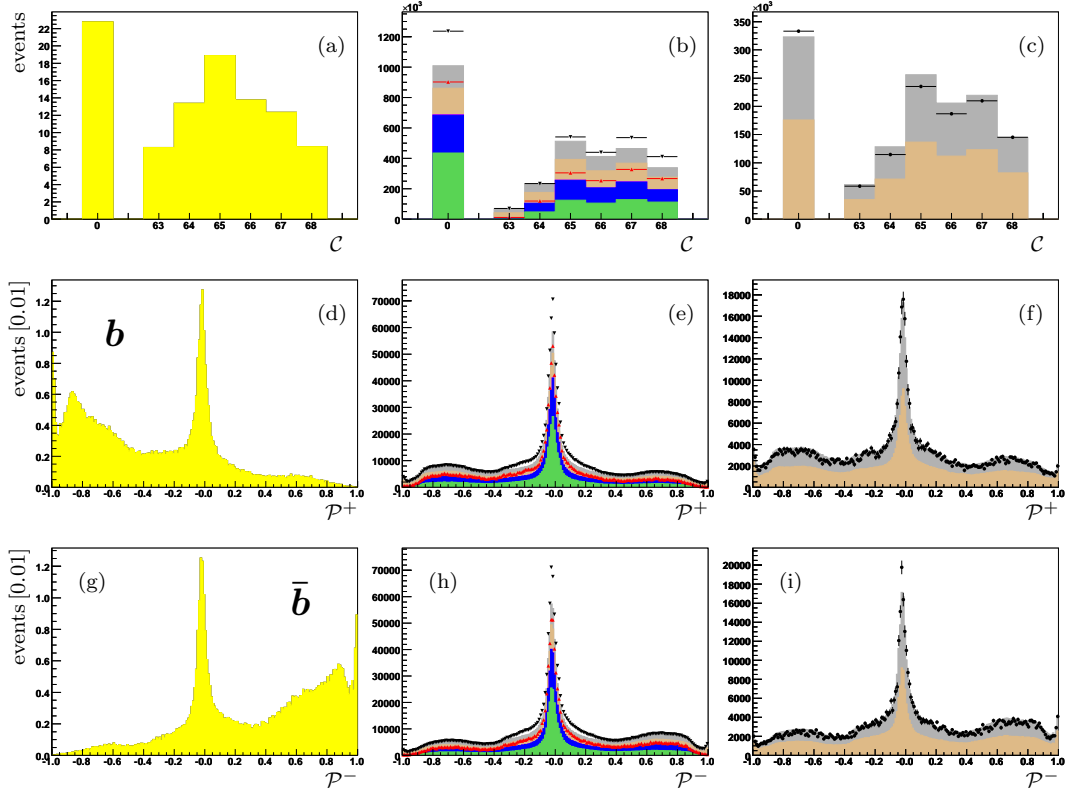 events
22
20
18
16
14
12
10
8
6
4
2
0
(a)
0 63 64 65 66 67 68
C
×10³
1400
1200
1000
800
600
400
200
0
(b)
0 63 64 65 66 67 68
C
×10³
350
300
250
200
150
100
50
0
(c)
0 63 64 65 66 67 68
C
events [0.01]
1.2
1.0
0.8
0.6
0.4
0.2
0.0
b
(d)
-1.0 -0.8 -0.6 -0.4 -0.2 -0.0 0.2 0.4 0.6 0.8 1.0
P⁺
70000
60000
50000
40000
30000
20000
10000
(e)
-1.0 -0.8 -0.6 -0.4 -0.2 -0.0 0.2 0.4 0.6 0.8 1.0
P⁺
18000
16000
14000
12000
10000
8000
6000
4000
2000
0
(f)
-1.0 -0.8 -0.6 -0.4 -0.2 -0.0 0.2 0.4 0.6 0.8 1.0
P⁺
events [0.01]
1.2
1.0
0.8
0.6
0.4
0.2
0.0
(g)
b̄
-1.0 -0.8 -0.6 -0.4 -0.2 -0.0 0.2 0.4 0.6 0.8 1.0
P⁻
70000
60000
50000
40000
30000
20000
10000
0
(h)
-1.0 -0.8 -0.6 -0.4 -0.2 -0.0 0.2 0.4 0.6 0.8 1.0
P⁻
20000
18000
16000
14000
12000
10000
8000
6000
4000
2000
0
(i)
-1.0 -0.8 -0.6 -0.4 -0.2 -0.0 0.2 0.4 0.6 0.8 1.0
P⁻